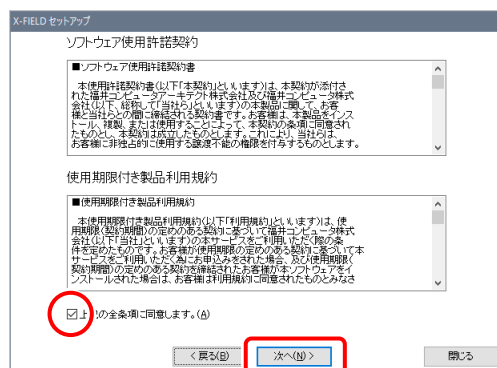 X-FIELD セットアップ
ソフトウェア使用許諾契約
■ソフトウェア使用許諾契約書
本使用許諾契約書(以下「本契約」といいます)は、本契約が添付さ
れた福井コンピュータアーキテクト株式会社及び福井コンピュータ株式
会社(以下、総称して「当社ら」といいます)の本製品に関して、お客
様と当社らとの間に締結される契約書です。お客様は、本製品をインス
トール、複製、または使用することによって、本契約の条項に同意され
たものとし、本契約は成立したものとします。これにより、当社らは、
お客様に非独占的に使用する譲渡不能の権限を付与するものとします。
使用期限付き製品利用規約
■使用期限付き製品利用規約
本使用期限付き製品利用規約(以下「利用規約」といいます)は、使
用期限(契約期間)の定めのある契約に基づいて福井コンピュータ株式
会社(以下「当社」といいます)の本サービスをご利用いただく際の条
件を定めたものです。お客様が使用期限の定めのある契約に基づいて本
サービスをご利用いただく為にお申込みをされた場合、及び使用期限(
契約期間)の定めのある契約を締結されたお客様が本ソフトウェアをイ
ンストールされた場合は、お客様は利用規約に同意されたものとみなさ
上記の全条項に同意します。(A)
< 戻る(B)
次へ(N) >
閉じる